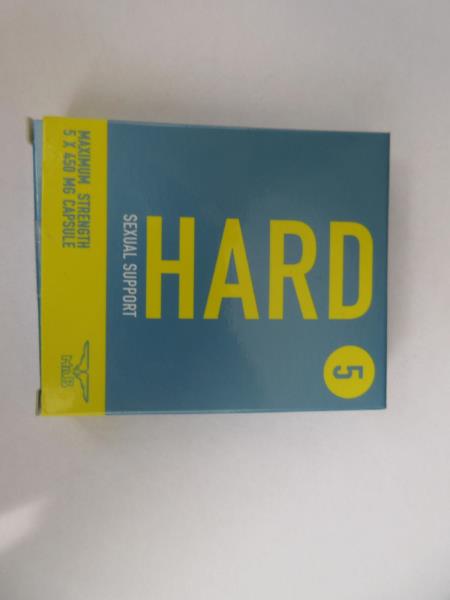 HARD
5
SEXUAL SUPPORT
MAXIMUM STRENGTH
5 X 450 MG CAPSULE